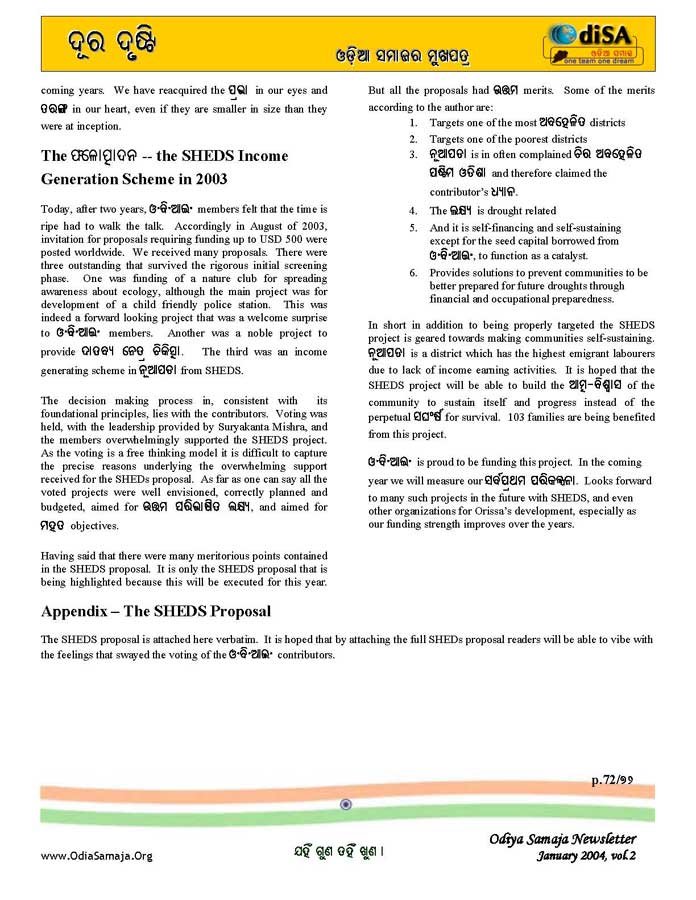 ଦୂର ଦୃଷ୍ଟି
ଓଡ଼ିଆ ସମାଜର ମୁଖପତ୍ର
OdiSA
ଓଡ଼ିଆ ସମାଜ
one team one dream
coming years. We have reacquired the ପ୍ରଭା in our eyes and
ତରଙ୍ଗ in our heart, even if they are smaller in size than they
were at inception.
The ଫଳୋତ୍ପାଦନ -- the SHEDS Income
Generation Scheme in 2003
Today, after two years, ଓ·ବି·ଆଇ· members felt that the time is
ripe had to walk the talk. Accordingly in August of 2003,
invitation for proposals requiring funding up to USD 500 were
posted worldwide. We received many proposals. There were
three outstanding that survived the rigorous initial screening
phase. One was funding of a nature club for spreading
awareness about ecology, although the main project was for
development of a child friendly police station. This was
indeed a forward looking project that was a welcome surprise
to ଓ·ବି·ଆଇ· members. Another was a noble project to
provide ଦାତବ୍ୟ ନେତ୍ର ଚିକିତ୍ସା. The third was an income
generating scheme in ନୂଆପଡା from SHEDS.
The decision making process in, consistent with its
foundational principles, lies with the contributors. Voting was
held, with the leadership provided by Suryakanta Mishra, and
the members overwhelmingly supported the SHEDS project.
As the voting is a free thinking model it is difficult to capture
the precise reasons underlying the overwhelming support
received for the SHEDs proposal. As far as one can say all the
voted projects were well envisioned, correctly planned and
budgeted, aimed for ଉତ୍ତମ ପରିଭାଷିତ ଲକ୍ଷ୍ୟ, and aimed for
ମହତ objectives.
Having said that there were many meritorious points contained
in the SHEDS proposal. It is only the SHEDS proposal that is
being highlighted because this will be executed for this year.
But all the proposals had ଉତ୍ତମ merits. Some of the merits
according to the author are:
1. Targets one of the most ଅବହେଳିତ districts
2. Targets one of the poorest districts
3. ନୂଆପଡା is in often complained ଚିର ଅବହେଳିତ
ପଶ୍ଚିମ ଓଡିଶା and therefore claimed the
contributor’s ଧ୍ୟାନ.
4. The ଲକ୍ଷ୍ୟ is drought related
5. And it is self-financing and self-sustaining
except for the seed capital borrowed from
ଓ·ବି·ଆଇ·, to function as a catalyst.
6. Provides solutions to prevent communities to be
better prepared for future droughts through
financial and occupational preparedness.
In short in addition to being properly targeted the SHEDS
project is geared towards making communities self-sustaining.
ନୂଆପଡା is a district which has the highest emigrant labourers
due to lack of income earning activities. It is hoped that the
SHEDS project will be able to build the ଆତ୍ମ-ବିଶ୍ୱାସ of the
community to sustain itself and progress instead of the
perpetual ସଂଘର୍ଷ for survival. 103 families are being benefited
from this project.
ଓ·ବି·ଆଇ· is proud to be funding this project. In the coming
year we will measure our ସର୍ବପ୍ରଥମ ପରିକଳ୍ପନା. Looks forward
to many such projects in the future with SHEDS, and even
other organizations for Orissa’s development, especially as
our funding strength improves over the years.
Appendix – The SHEDS Proposal
The SHEDS proposal is attached here verbatim. It is hoped that by attaching the full SHEDs proposal readers will be able to vibe with
the feelings that swayed the voting of the ଓ·ବି·ଆଇ· contributors.
p.72/୨୨
www.OdiaSamaja.Org
ଯହିଁ ଗୁଣ ତହିଁ ଖୁଣ ।
Odiya Samaja Newsletter
January 2004, vol.2